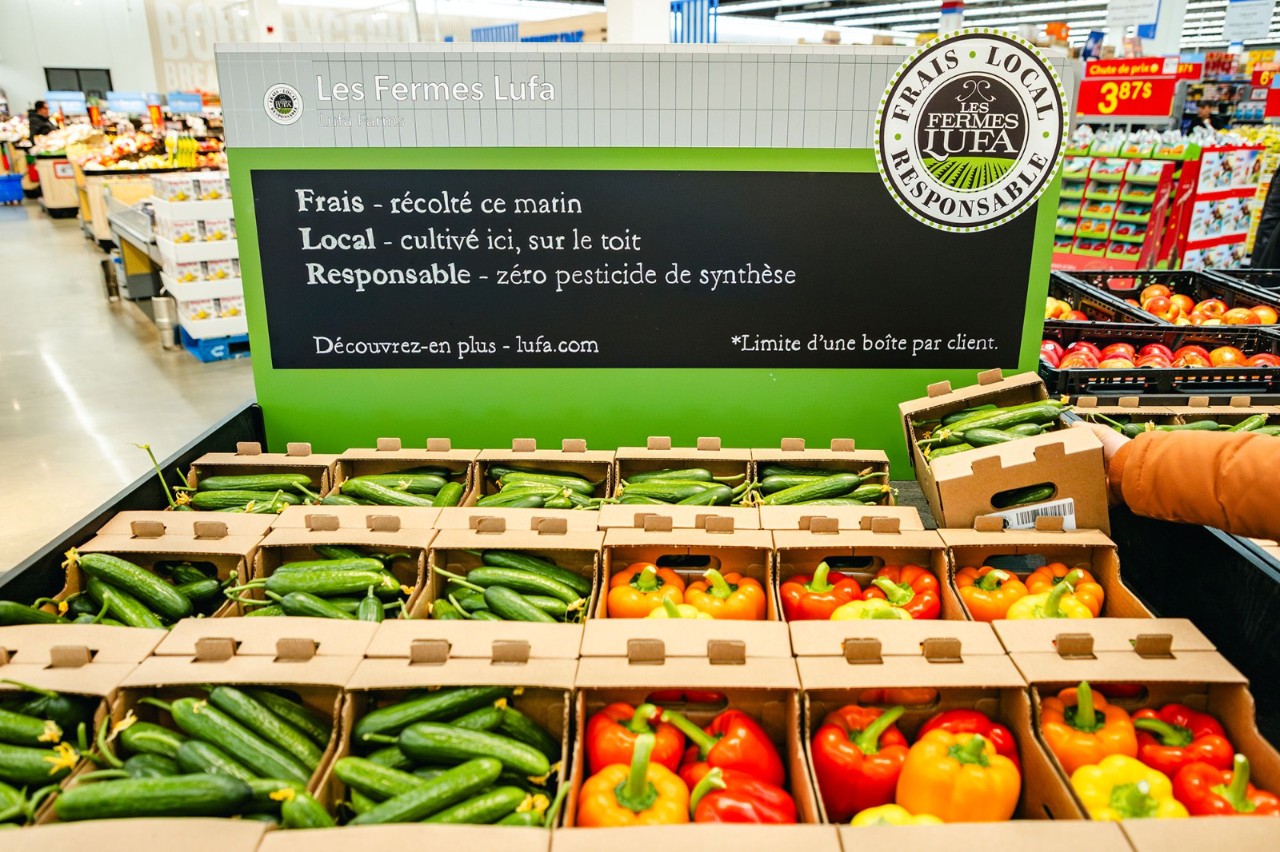 Les Fermes Lufa
Lufa Farms
FRAIS · LOCAL
LES
FERMES
LUFA
RESPONSABLE
Chute de prix
3 87$
Frais - récolté ce matin
Local - cultivé ici, sur le toit
Responsable - zéro pesticide de synthèse
Découvrez-en plus - lufa.com
*Limite d'une boîte par client.